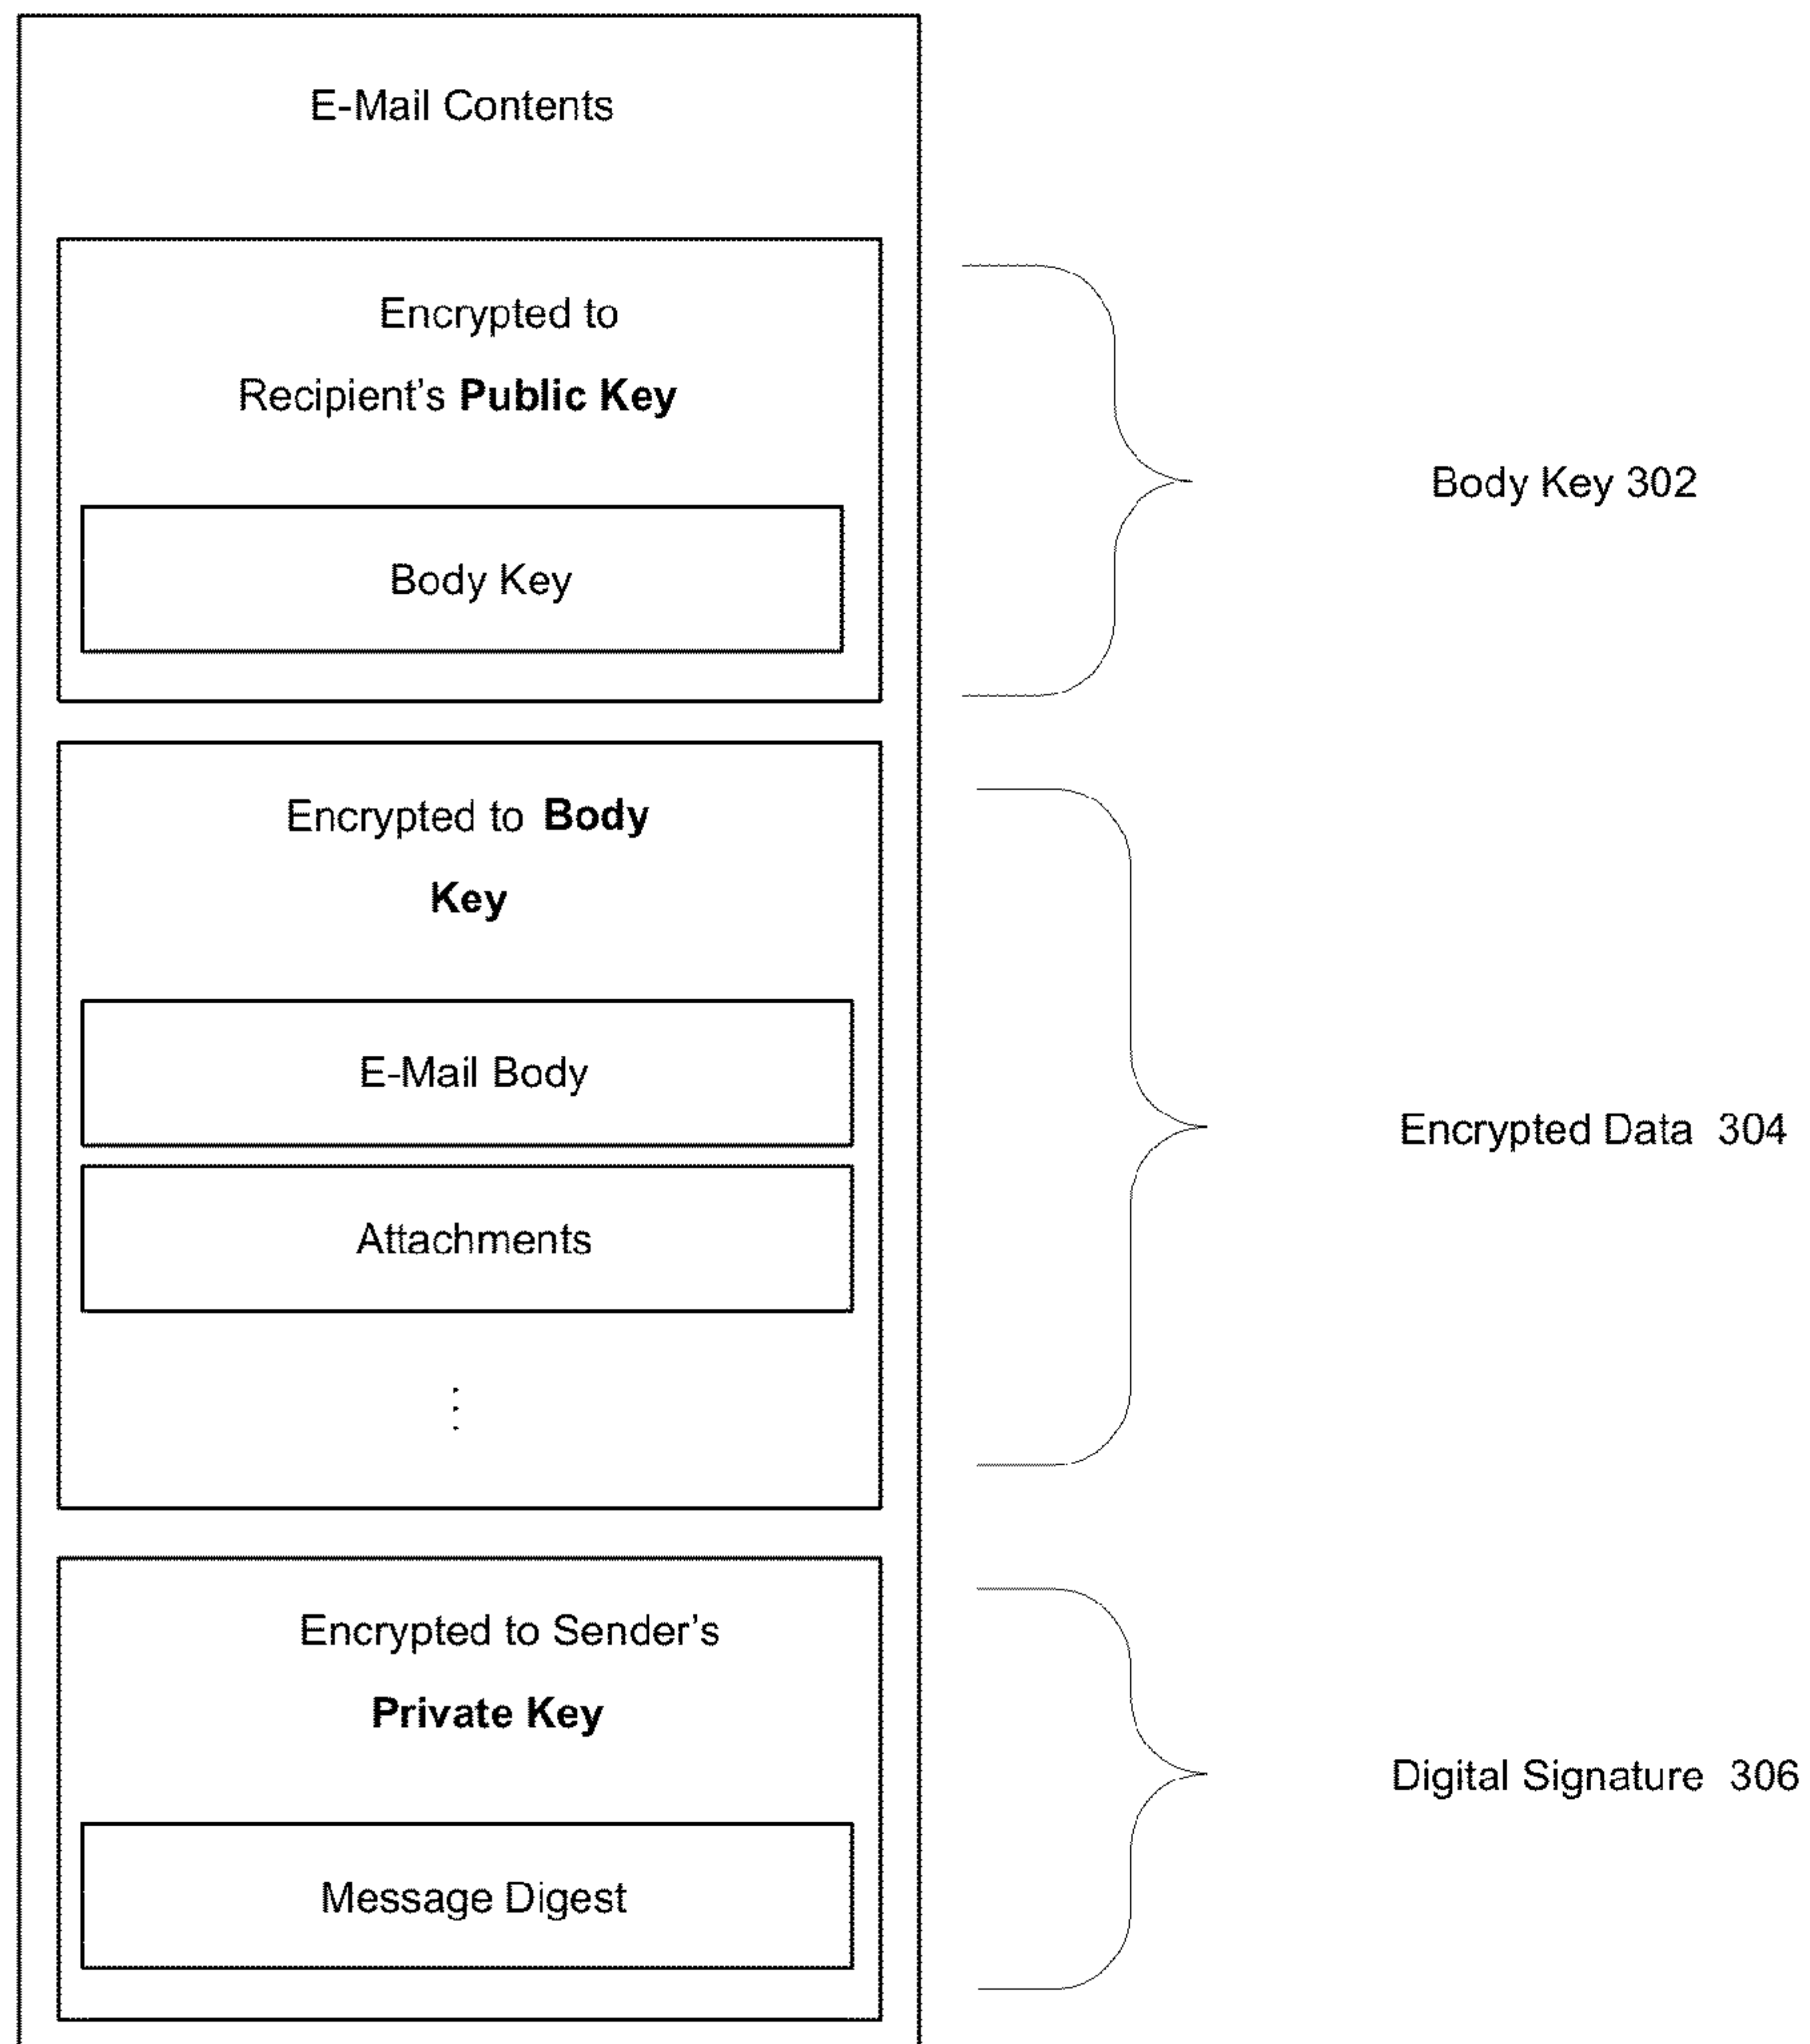 E-Mail Contents
Encrypted to
Recipient's Public Key
Body Key
Body Key 302
Encrypted to Body
Key
E-Mail Body
Attachments
⋮
Encrypted Data 304
Encrypted to Sender's
Private Key
Message Digest
Digital Signature 306